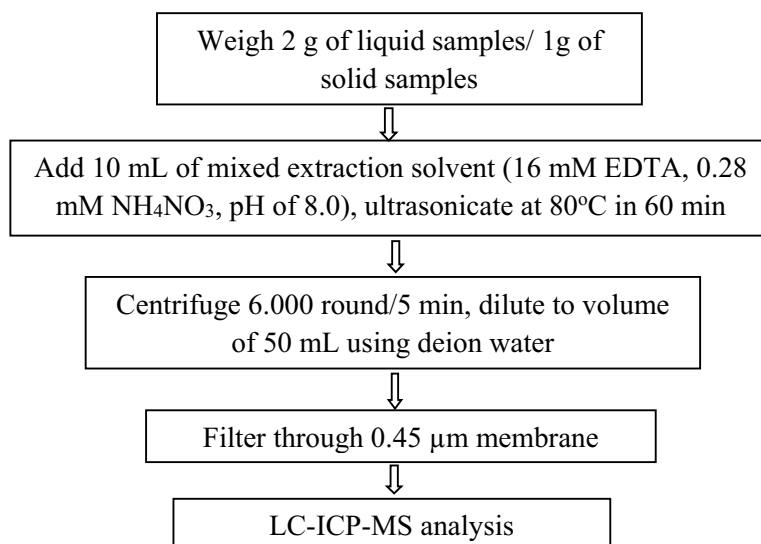 Weigh 2 g of liquid samples/ 1g of
solid samples
Add 10 mL of mixed extraction solvent (16 mM EDTA, 0.28
mM NH₄NO₃, pH of 8.0), ultrasonicate at 80°C in 60 min
Centrifuge 6.000 round/5 min, dilute to volume
of 50 mL using deion water
Filter through 0.45 µm membrane
LC-ICP-MS analysis